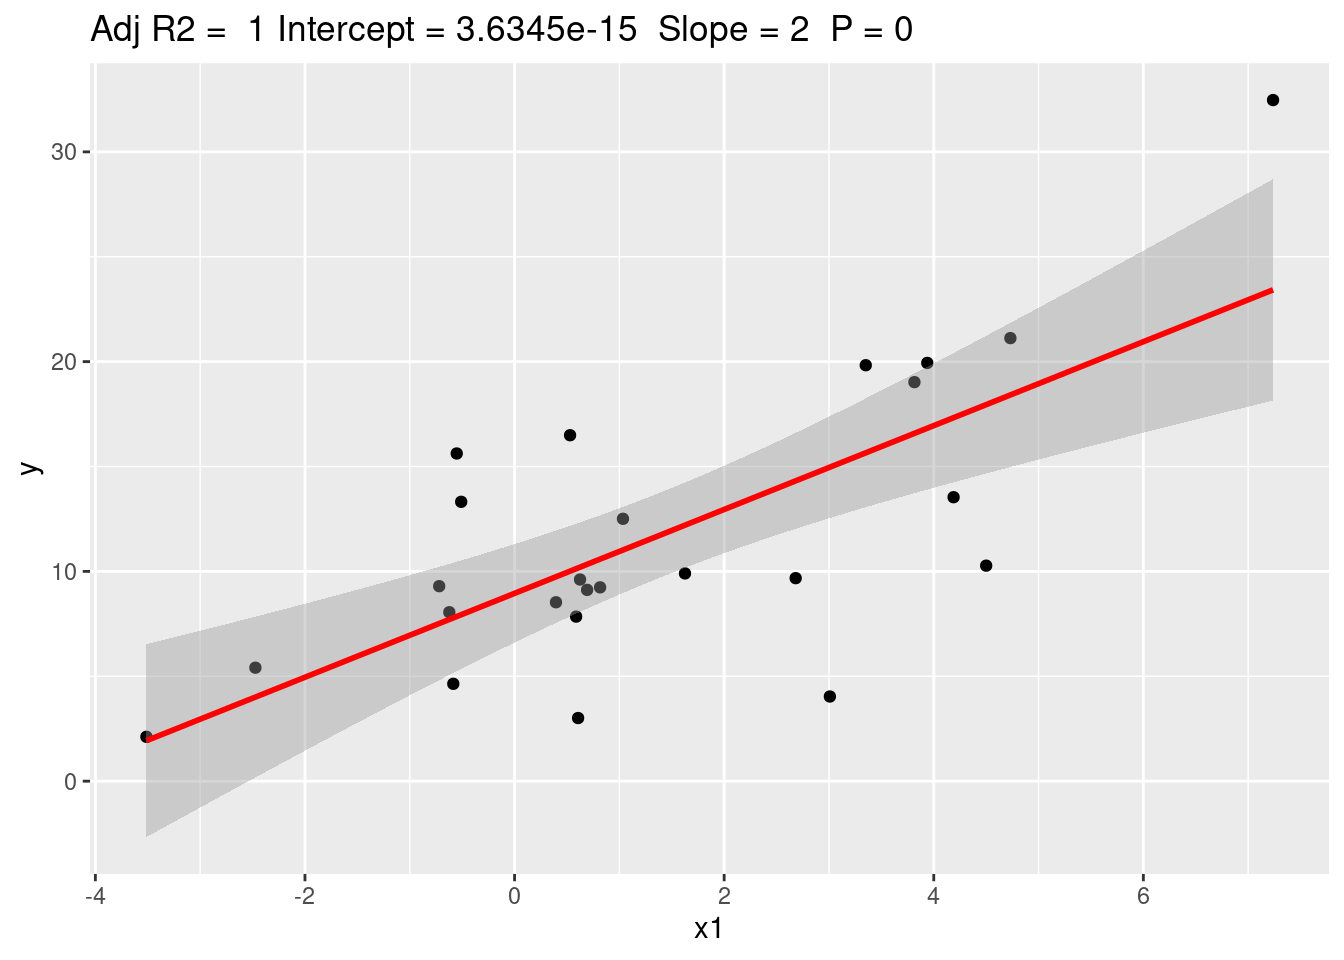 Adj R2 =  1 Intercept = 3.6345e-15  Slope = 2  P = 0
30
20
10
0
y
-4 -2 0 2 4 6
x1